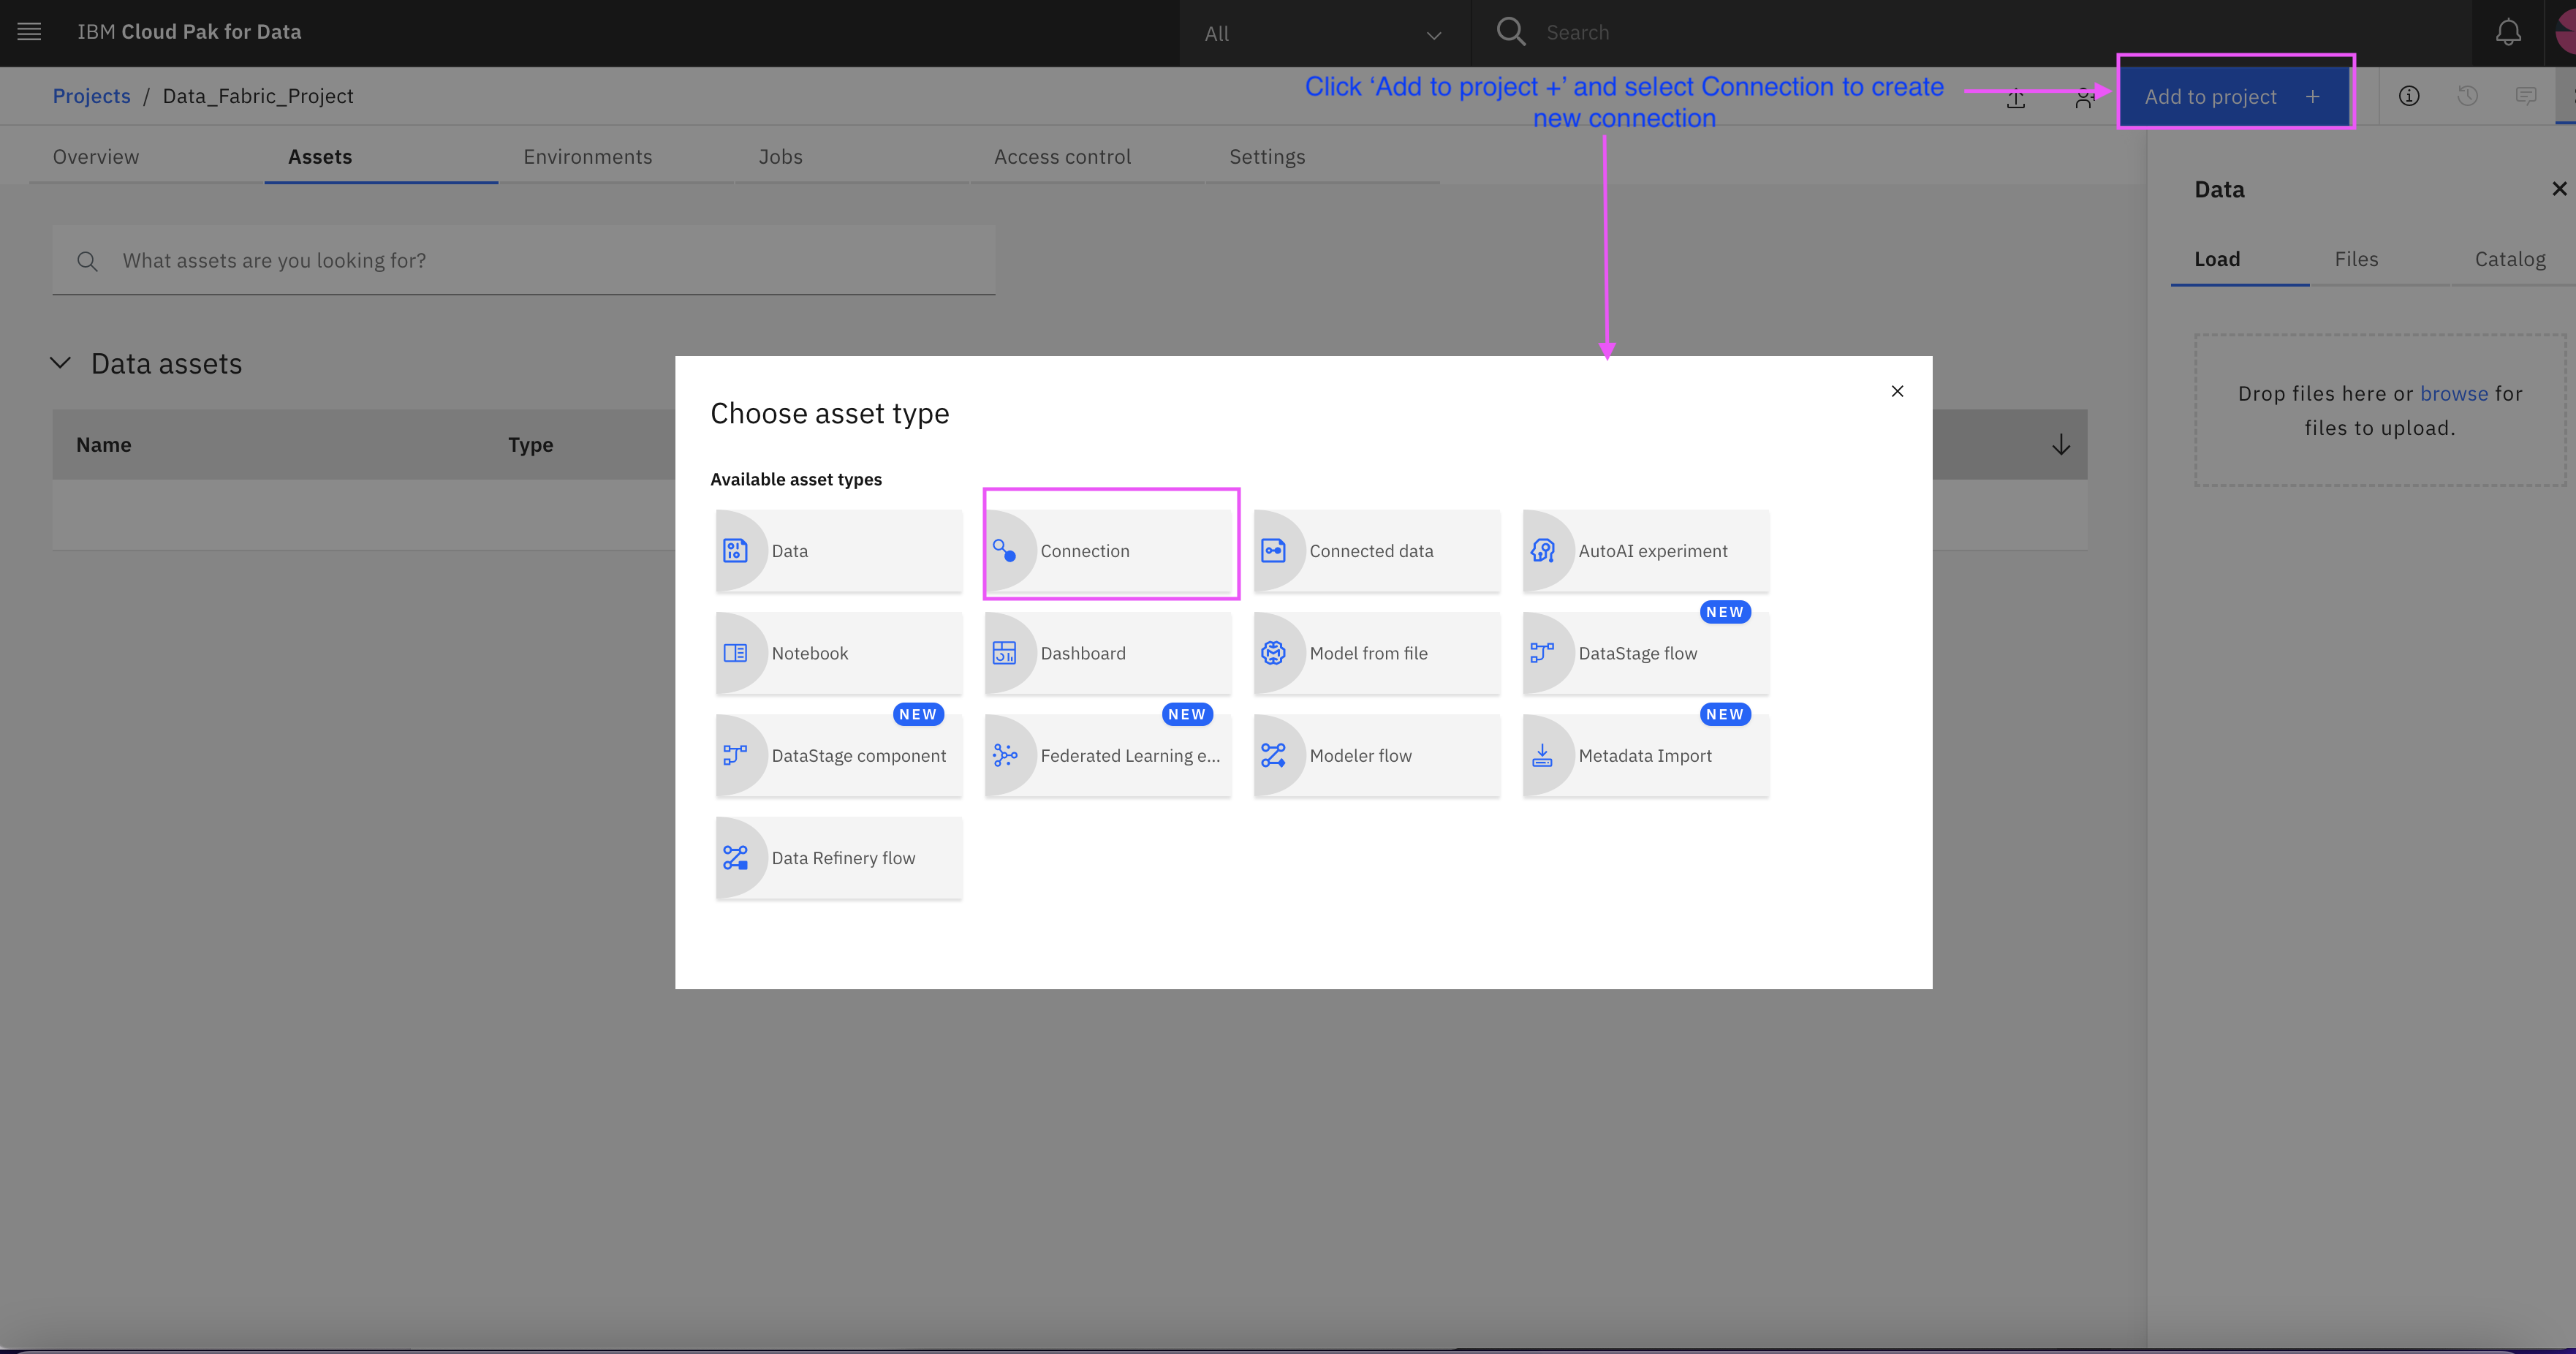 IBM Cloud Pak for Data
All
Search
Projects / Data_Fabric_Project
Click ‘Add to project +’ and select Connection to create
new connection
Add to project +
Overview
Assets
Environments
Jobs
Access control
Settings
Data
What assets are you looking for?
Load
Files
Catalog
Data assets
Name
Type
Drop files here or browse for
files to upload.
Choose asset type
Available asset types
Data
Connection
Connected data
AutoAI experiment
Notebook
Dashboard
Model from file
NEW
DataStage flow
NEW
DataStage component
NEW
Federated Learning e...
Modeler flow
NEW
Metadata Import
Data Refinery flow